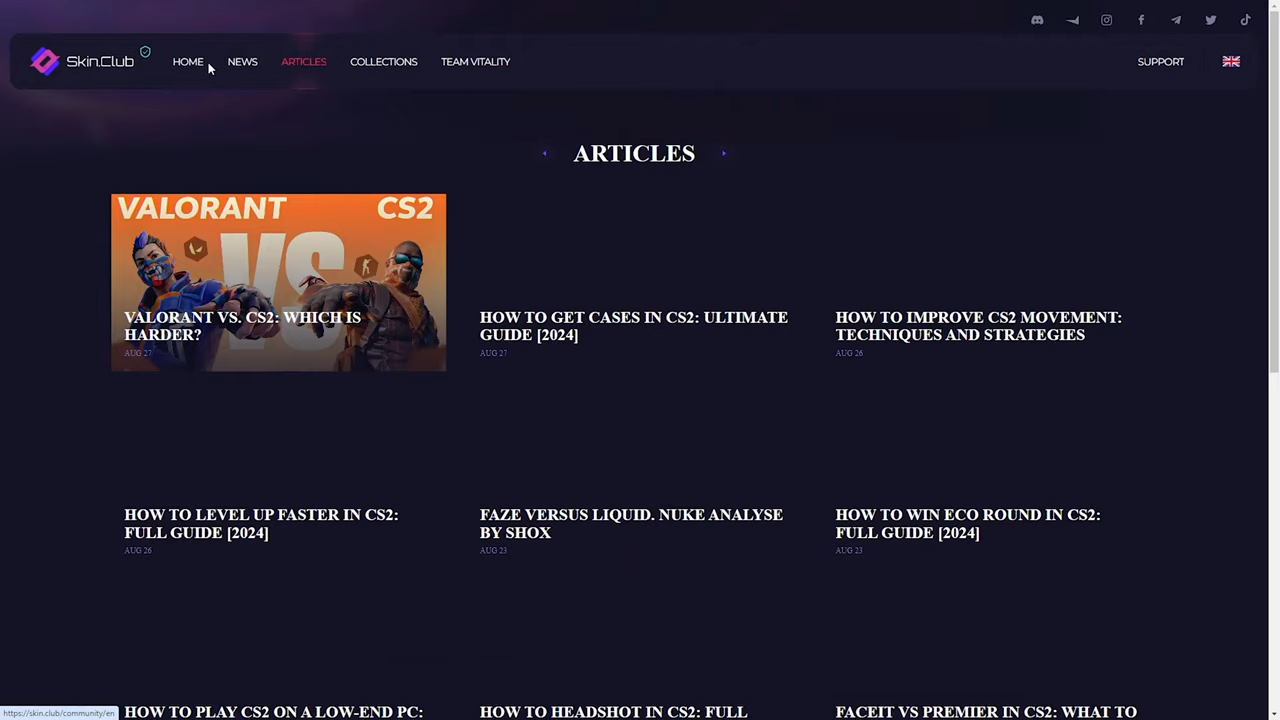 Skin.Club
HOME
NEWS
ARTICLES
COLLECTIONS
TEAM VITALITY
SUPPORT
ARTICLES
VALORANT
CS2
VS
VALORANT VS. CS2: WHICH IS
HARDER?
AUG 27
HOW TO GET CASES IN CS2: ULTIMATE
GUIDE [2024]
AUG 27
HOW TO IMPROVE CS2 MOVEMENT:
TECHNIQUES AND STRATEGIES
AUG 26
HOW TO LEVEL UP FASTER IN CS2:
FULL GUIDE [2024]
AUG 26
FAZE VERSUS LIQUID. NUKE ANALYSE
BY SHOX
AUG 23
HOW TO WIN ECO ROUND IN CS2:
FULL GUIDE [2024]
AUG 23
HOW TO PLAY CS2 ON A LOW-END PC:
HOW TO HEADSHOT IN CS2: FULL
FACEIT VS PREMIER IN CS2: WHAT TO
https://skin.club/community/en